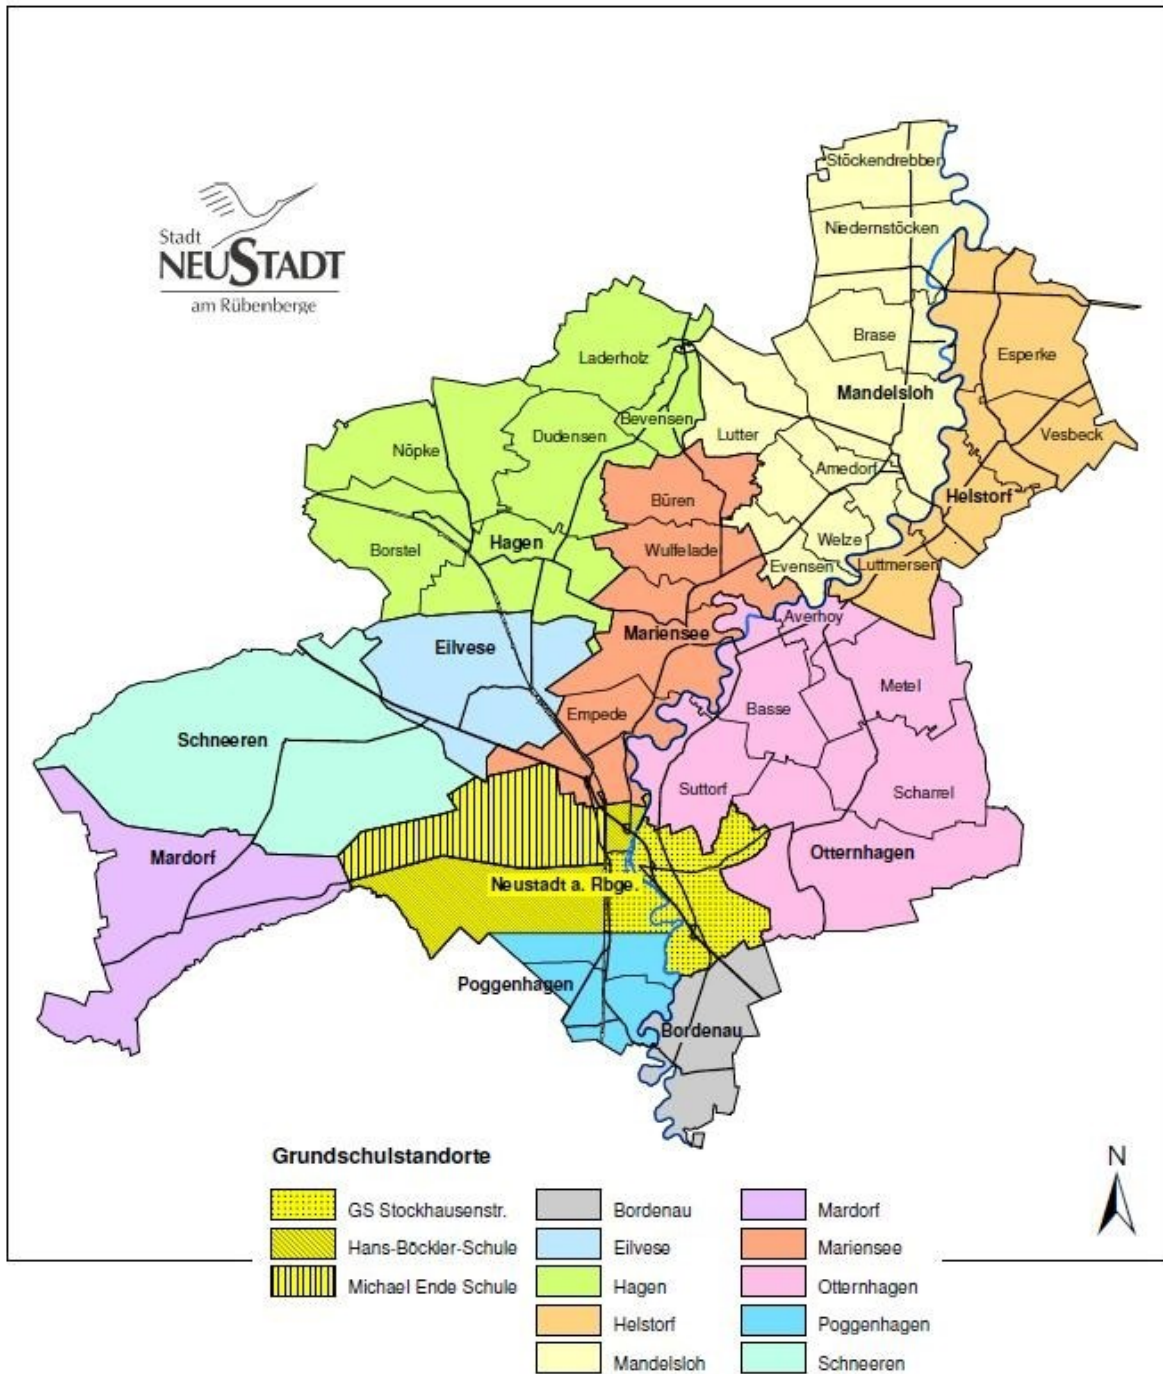 Stadt
NEUSTADT
am Rübenberge
Stöckendrebber
Niedernstöcken
Brase
Esperke
Laderholz
Mandelsloh
Bevensen
Dudensen
Lutter
Vesbeck
Nöpke
Amedorf
Büren
Helstorf
Hagen
Borstel
Wulfelade
Welze
Evensen
Luttmersen
Averhoy
Mariensee
Eilvese
Metel
Empede
Basse
Schneeren
Suttorf
Scharrel
Mardorf
Otternhagen
Neustadt a. Rbge.
Poggenhagen
Bordenau
Grundschulstandorte
N
GS Stockhausenstr.
Hans-Böckler-Schule
Michael Ende Schule
Bordenau
Eilvese
Hagen
Helstorf
Mandelsloh
Mardorf
Mariensee
Otternhagen
Poggenhagen
Schneeren